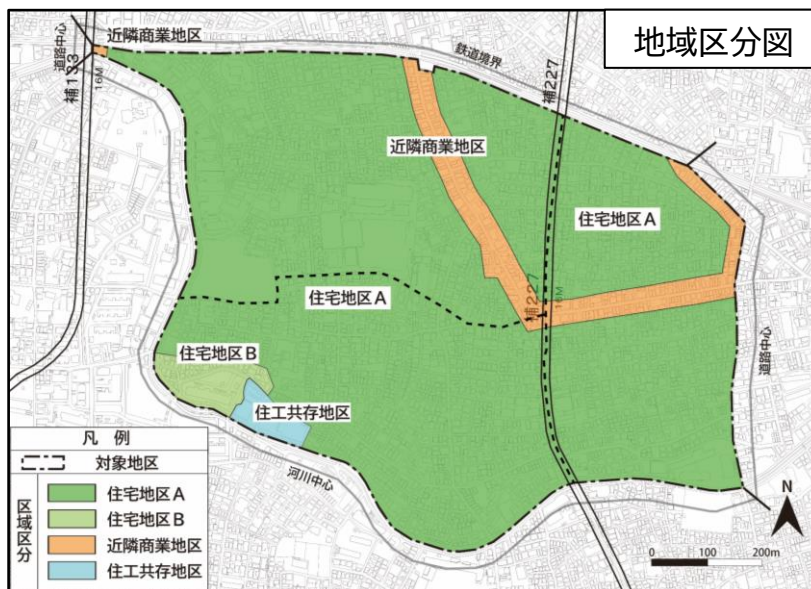 地域区分図
近隣商業地区
道路中心
補133
16M
鉄道境界
補227
近隣商業地区
住宅地区A
住宅地区A
補227
16M
住宅地区B
住工共存地区
道路中心
河川中心
凡 例
対象地区
区域区分
住宅地区A
住宅地区B
近隣商業地区
住工共存地区
N
0 100 200m